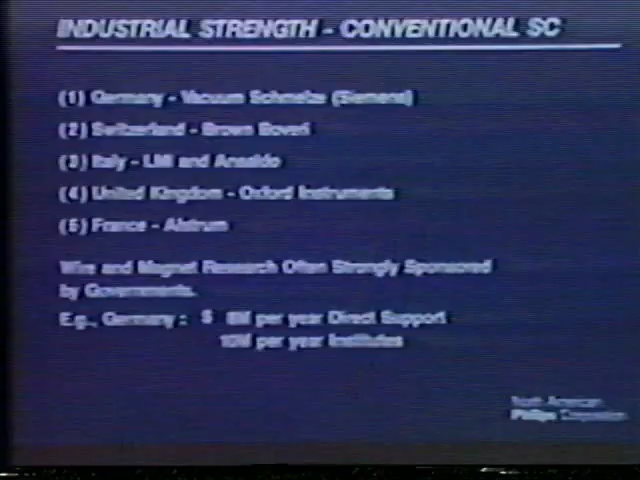 INDUSTRIAL STRENGTH - CONVENTIONAL SC
(1) Germany - Vacuum Schmelze (Siemens)
(2) Switzerland - Brown Boveri
(3) Italy - LMI and Ansaldo
(4) United Kingdom - Oxford Instruments
(5) France - Alstrum
Wire and Magnet Research Often Strongly Sponsored
by Governments.
E.g., Germany : $ 8M per year Direct Support
10M per year Institutes
North American
Philips Corporation